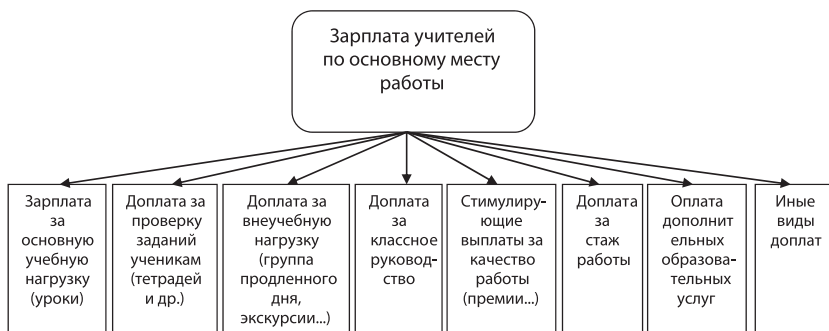 Зарплата учителей
по основному месту
работы
Зарплата
за
основную
учебную
нагрузку
(уроки)
Доплата за
проверку
заданий
ученикам
(тетрадей
и др.)
Доплата за
внеучебную
нагрузку
(группа
продленного
дня,
экскурсии...)
Доплата
за
классное
руковод-
ство
Стимулиру-
ющие
выплаты за
качество
работы
(премии...)
Доплата
за
стаж
работы
Оплата
дополнит
ельных
образова-
тельных
услуг
Иные
виды
доплат